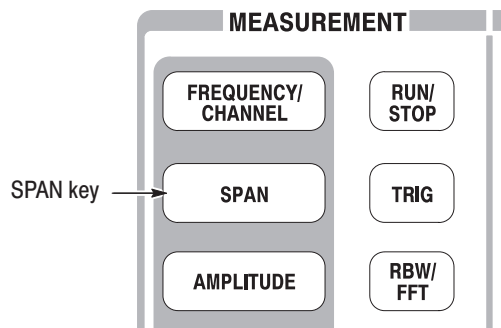 MEASUREMENT
FREQUENCY/
CHANNEL
RUN/
STOP
SPAN key
SPAN
TRIG
AMPLITUDE
RBW/
FFT